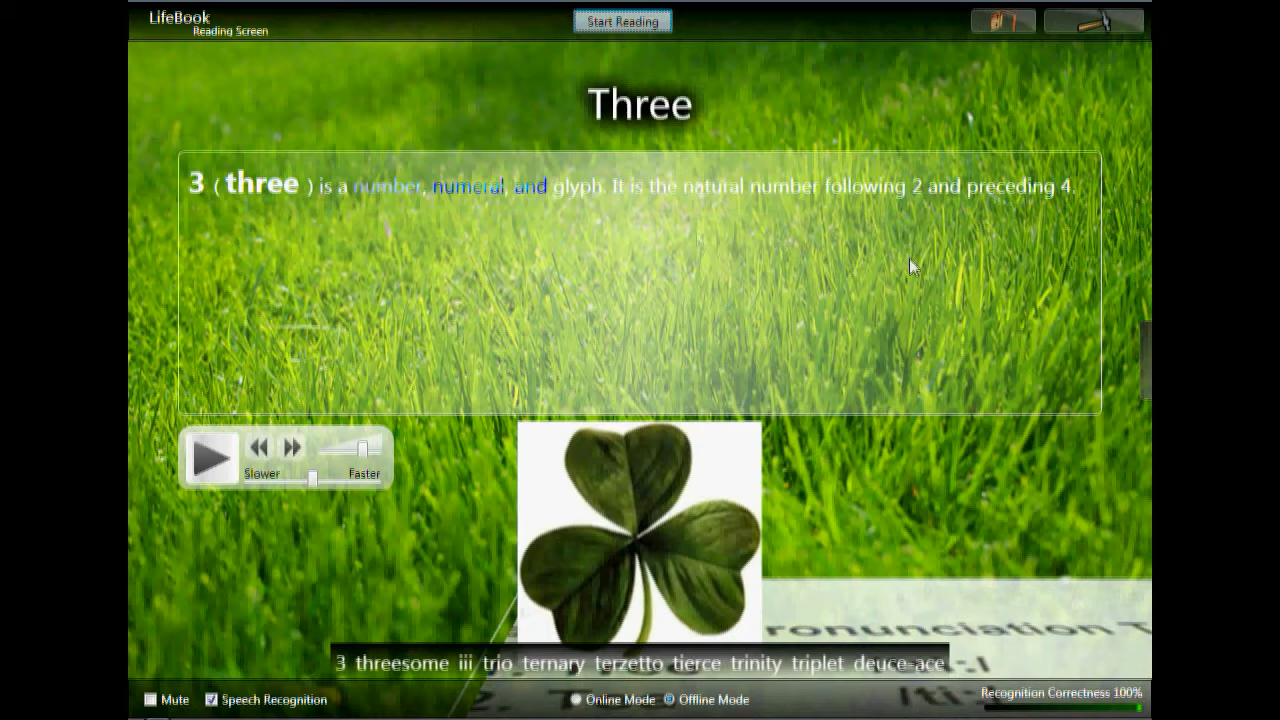 LifeBook
Reading Screen
Start Reading
Three
3 ( three ) is a number, numeral, and glyph. It is the natural number following 2 and preceding 4.
Slower
Faster
ronunciation T
3 threesome iii trio ternary terzetto tierce trinity triplet deuce-ace
Mute
Speech Recognition
Online Mode
Offline Mode
Recognition Correctness 100%